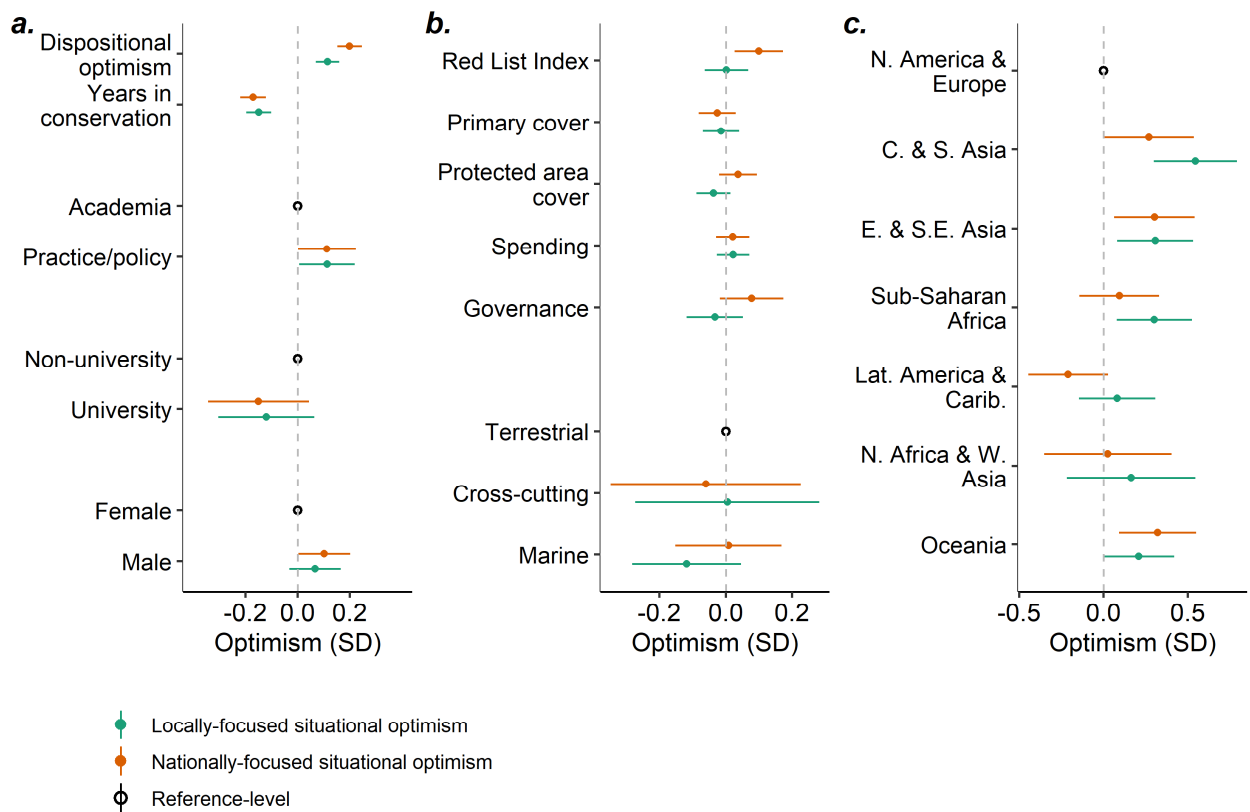 a.
Dispositional
optimism
Years in
conservation
Academia
Practice/policy
Non-university
University
Female
Male
-0.2 0.0 0.2
Optimism (SD)
b.
Red List Index
Primary cover
Protected area
cover
Spending
Governance
Terrestrial
Cross-cutting
Marine
-0.2 0.0 0.2
Optimism (SD)
c.
N. America &
Europe
C. & S. Asia
E. & S.E. Asia
Sub-Saharan
Africa
Lat. America &
Carib.
N. Africa & W.
Asia
Oceania
-0.5 0.0 0.5
Optimism (SD)
Locally-focused situational optimism
Nationally-focused situational optimism
Reference-level